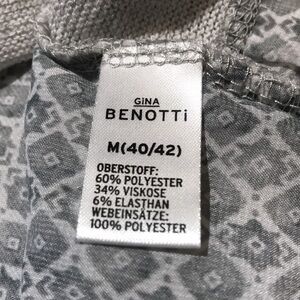 GiNA
BENOTTi
M(40/42)
OBERSTOFF:
60% POLYESTER
34% VISKOSE
6% ELASTHAN
WEBEINSÄTZE:
100% POLYESTER